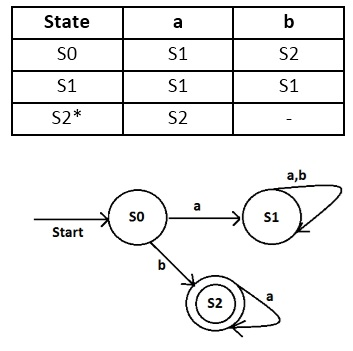 State a b
S0 S1 S2
S1 S1 S1
S2* S2 -
a,b
S0 a S1
Start
b
S2 a